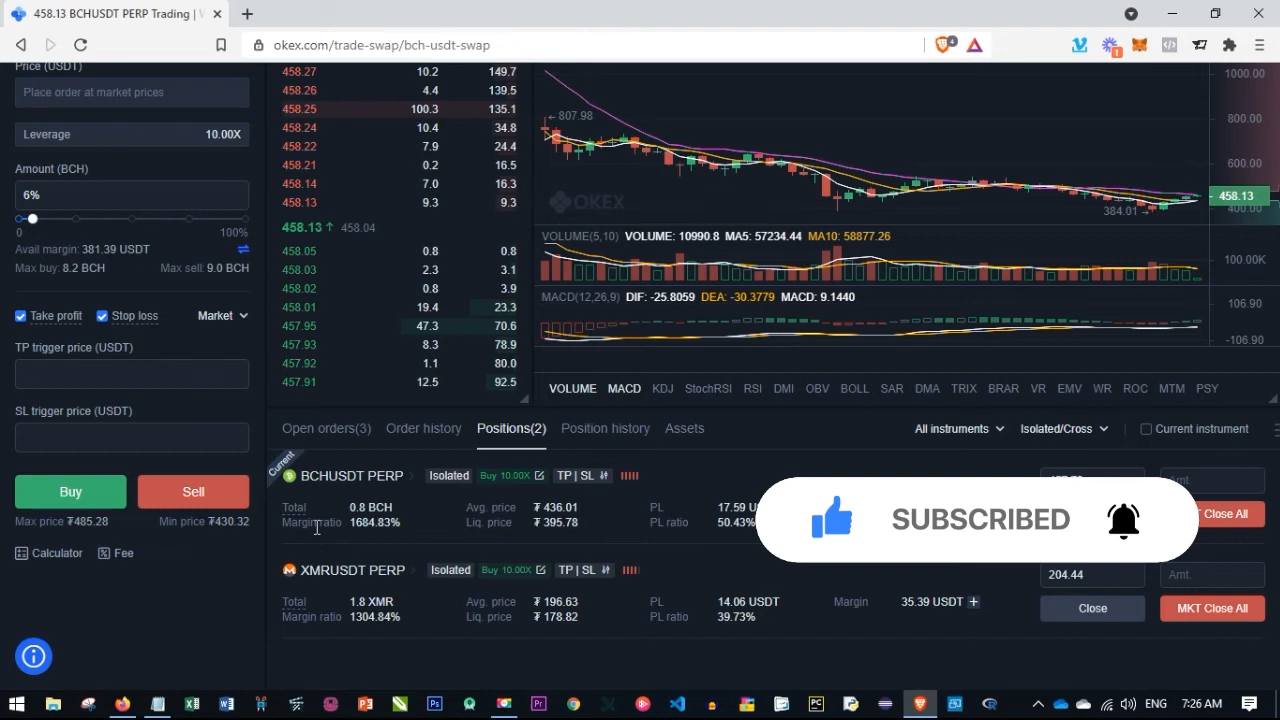 458.13 BCHUSDT PERP Trading |
okex.com/trade-swap/bch-usdt-swap
4
1
Price (USDT)
Place order at market prices
Leverage 10.00X
Amount (BCH)
6%
0 100%
Avail margin: 381.39 USDT
Max buy: 8.2 BCH Max sell: 9.0 BCH
Take profit Stop loss Market
TP trigger price (USDT)
SL trigger price (USDT)
Buy Sell
Max price ₮485.28 Min price ₮430.32
Calculator Fee
458.27 10.2 149.7
458.26 4.4 139.5
458.25 100.3 135.1
458.24 10.4 34.8
458.22 7.9 24.4
458.21 0.2 16.5
458.14 7.0 16.3
458.13 9.3 9.3
458.13 ↑ 458.04
458.05 0.8 0.8
458.03 2.3 3.1
458.02 0.8 3.9
458.01 19.4 23.3
457.95 47.3 70.6
457.93 8.3 78.9
457.92 1.1 80.0
457.91 12.5 92.5
1000.00
800.00
600.00
458.13
400.00
← 807.98
384.01 →
OKEX
VOLUME(5,10) VOLUME: 10990.8 MA5: 57234.44 MA10: 58877.26
100.00K
MACD(12,26,9) DIF: -25.8059 DEA: -30.3779 MACD: 9.1440
106.90
-106.90
VOLUME MACD KDJ StochRSI RSI DMI OBV BOLL SAR DMA TRIX BRAR VR EMV WR ROC MTM PSY
Open orders(3) Order history Positions(2) Position history Assets All instruments Isolated/Cross Current instrument
Current
BCHUSDT PERP Isolated Buy 10.00X TP | SL
Total 0.8 BCH Avg. price ₮ 436.01 PL 17.59 US
Margin ratio 1684.83% Liq. price ₮ 395.78 PL ratio 50.43%
Amt.
Close All
SUBSCRIBED
XMRUSDT PERP Isolated Buy 10.00X TP | SL 204.44 Amt.
Total 1.8 XMR Avg. price ₮ 196.63 PL 14.06 USDT Margin 35.39 USDT +
Margin ratio 1304.84% Liq. price ₮ 178.82 PL ratio 39.73%
Close MKT Close All
ENG 7:26 AM